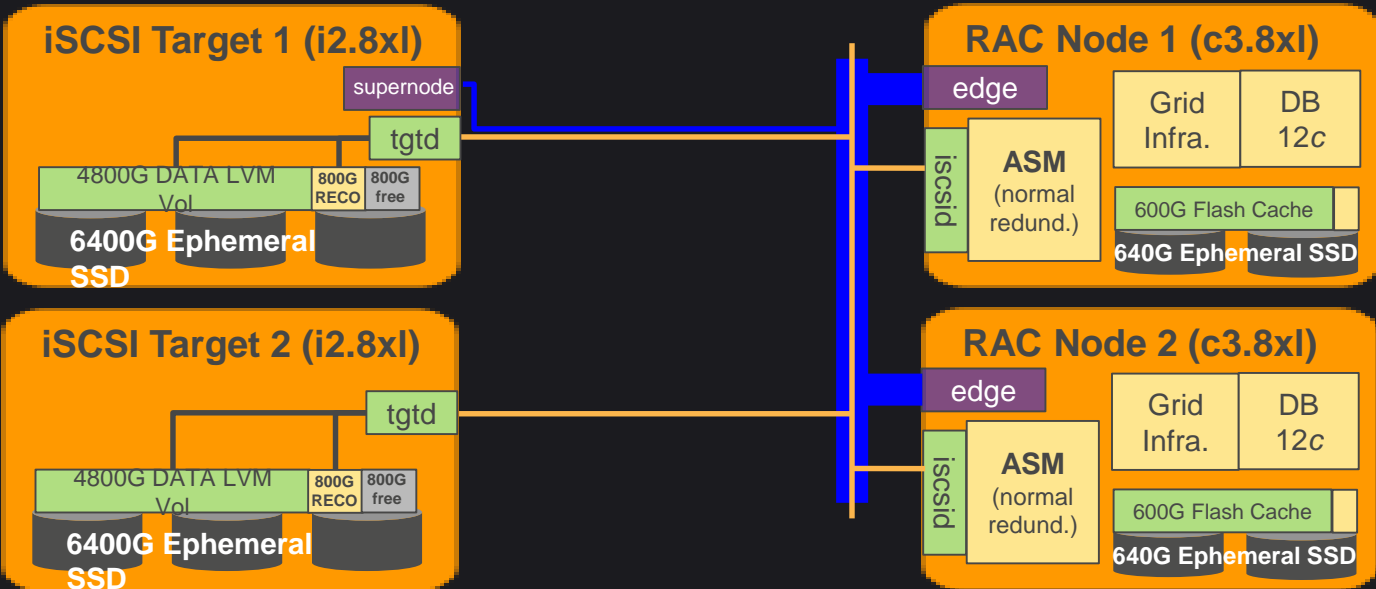 iSCSI Target 1 (i2.8xl)
supernode
tgtd
4800G DATA LVM
Vol
800G
RECO
800G
free
6400G Ephemeral
SSD
RAC Node 1 (c3.8xl)
edge
iscsid
ASM
(normal
redund.)
Grid
Infra.
DB
12c
600G Flash Cache
640G Ephemeral SSD
iSCSI Target 2 (i2.8xl)
tgtd
4800G DATA LVM
Vol
800G
RECO
800G
free
6400G Ephemeral
SSD
RAC Node 2 (c3.8xl)
edge
iscsid
ASM
(normal
redund.)
Grid
Infra.
DB
12c
600G Flash Cache
640G Ephemeral SSD